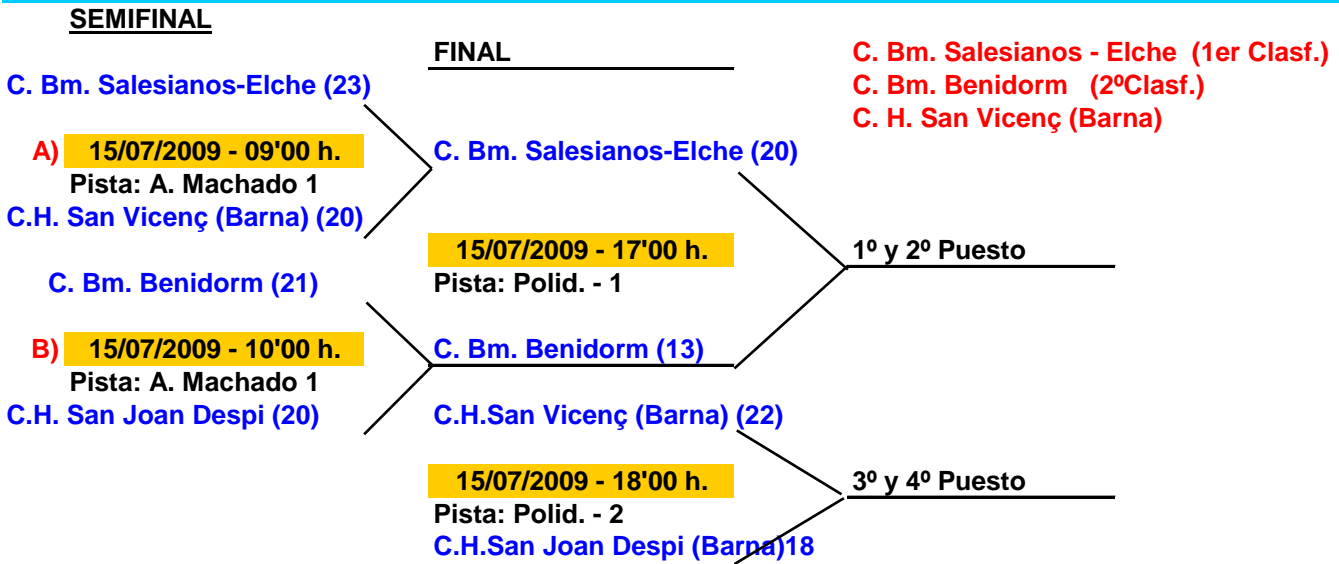 SEMIFINAL
FINAL
C. Bm. Salesianos - Elche (1er Clasf.)
C. Bm. Salesianos-Elche (23)
C. Bm. Benidorm (2ºClasf.)
C. H. San Vicenç (Barna)
A) 15/07/2009 - 09'00 h.
C. Bm. Salesianos-Elche (20)
Pista: A. Machado 1
C.H. San Vicenç (Barna) (20)
15/07/2009 - 17'00 h.
1º y 2º Puesto
C. Bm. Benidorm (21)
Pista: Polid. - 1
B) 15/07/2009 - 10'00 h.
C. Bm. Benidorm (13)
Pista: A. Machado 1
C.H. San Joan Despi (20)
C.H.San Vicenç (Barna) (22)
15/07/2009 - 18'00 h.
3º y 4º Puesto
Pista: Polid. - 2
C.H.San Joan Despi (Barna)18